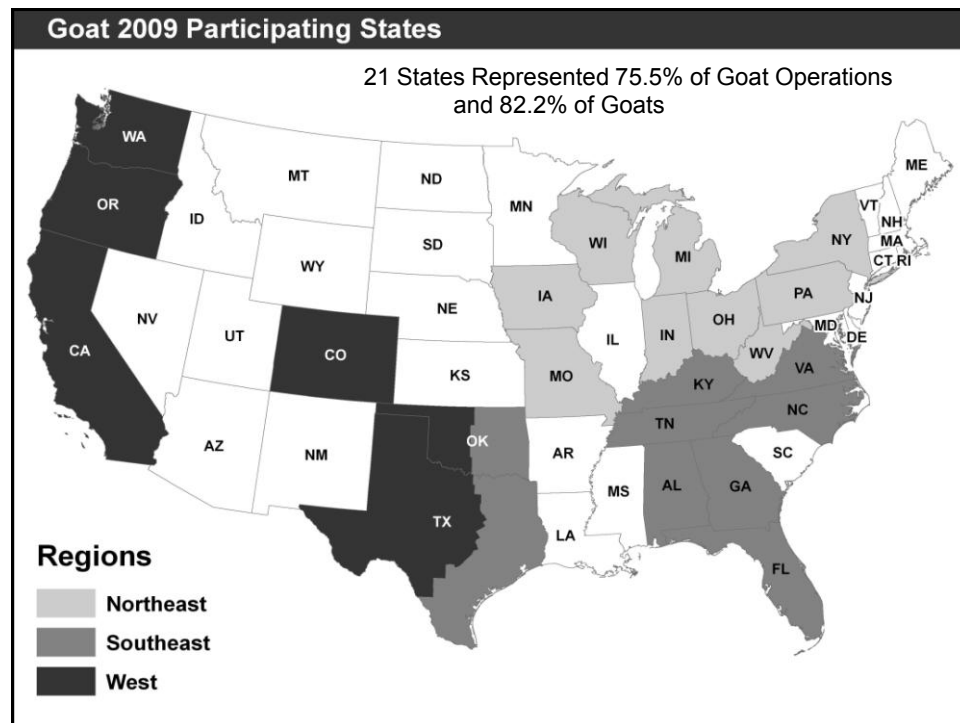 Goat 2009 Participating States
21 States Represented 75.5% of Goat Operations
and 82.2% of Goats
WA
ME
MT
ND
MN
OR
VT
NH
ID
SD
WI
NY
MA
MI
CT RI
WY
IA
PA
NE
NJ
NV
OH
IL
IN
MD
UT
DE
CA
CO
WV
KS
MO
VA
KY
NC
TN
OK
AZ
NM
AR
SC
MS
AL
GA
TX
LA
FL
Regions
Northeast
Southeast
West